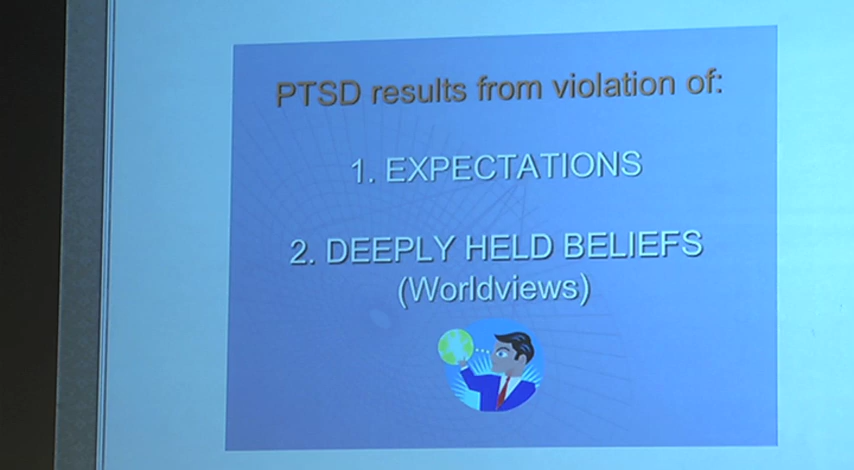 PTSD results from violation of:
1. EXPECTATIONS
2. DEEPLY HELD BELIEFS
(Worldviews)